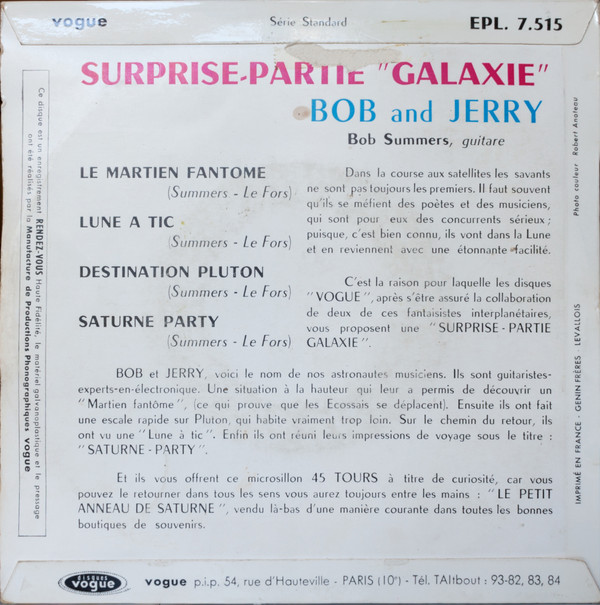 vogue
Série Standard
EPL. 7.515
SURPRISE-PARTIE "GALAXIE"
BOB and JERRY
Bob Summers, guitare
LE MARTIEN FANTOME
(Summers - Le Fors)
LUNE A TIC
(Summers - Le Fors)
DESTINATION PLUTON
(Summers - Le Fors)
SATURNE PARTY
(Summers - Le Fors)
Dans la course aux satellites les savants
ne sont pas toujours les premiers. Il faut souvent
qu'ils se méfient des poètes et des musiciens,
qui sont pour eux des concurrents sérieux ;
puisque, c'est bien connu, ils vont dans la Lune
et en reviennent avec une étonnante facilité.
C'est la raison pour laquelle les disques
"VOGUE", après s'être assuré la collaboration
de deux de ces fantaisistes interplanétaires,
vous proposent une "SURPRISE-PARTIE
GALAXIE".
BOB et JERRY, voici le nom de nos astronautes musiciens. Ils sont guitaristes-
experts-en-électronique. Une situation à la hauteur qui leur a permis de découvrir un
"Martien fantôme", (ce qui prouve que les Ecossais se déplacent). Ensuite ils ont fait
une escale rapide sur Pluton, qui habite vraiment trop loin. Sur le chemin du retour, ils
ont vu une "Lune à tic". Enfin ils ont réuni leurs impressions de voyage sous le titre :
"SATURNE-PARTY".
Et ils vous offrent ce microsillon 45 TOURS à titre de curiosité, car vous
pouvez le retourner dans tous les sens vous aurez toujours entre les mains : "LE PETIT
ANNEAU DE SATURNE", vendu là-bas d'une manière courante dans toutes les bonnes
boutiques de souvenirs.
Ce disque est un enregistrement RENDEZ-VOUS Haute Fidélité, le matériel galvanoplastique et le pressage
ont été réalisés par la Manufacture de Productions Phonographiques vogue
Photo couleur Robert Anoteau
IMPRIMÉ EN FRANCE - GENIN FRÈRES - LEVALLOIS
DISQUES
vogue
vogue p.i.p. 54, rue d'Hauteville - PARIS (10e) - Tél. TAItbout : 93-82, 83, 84